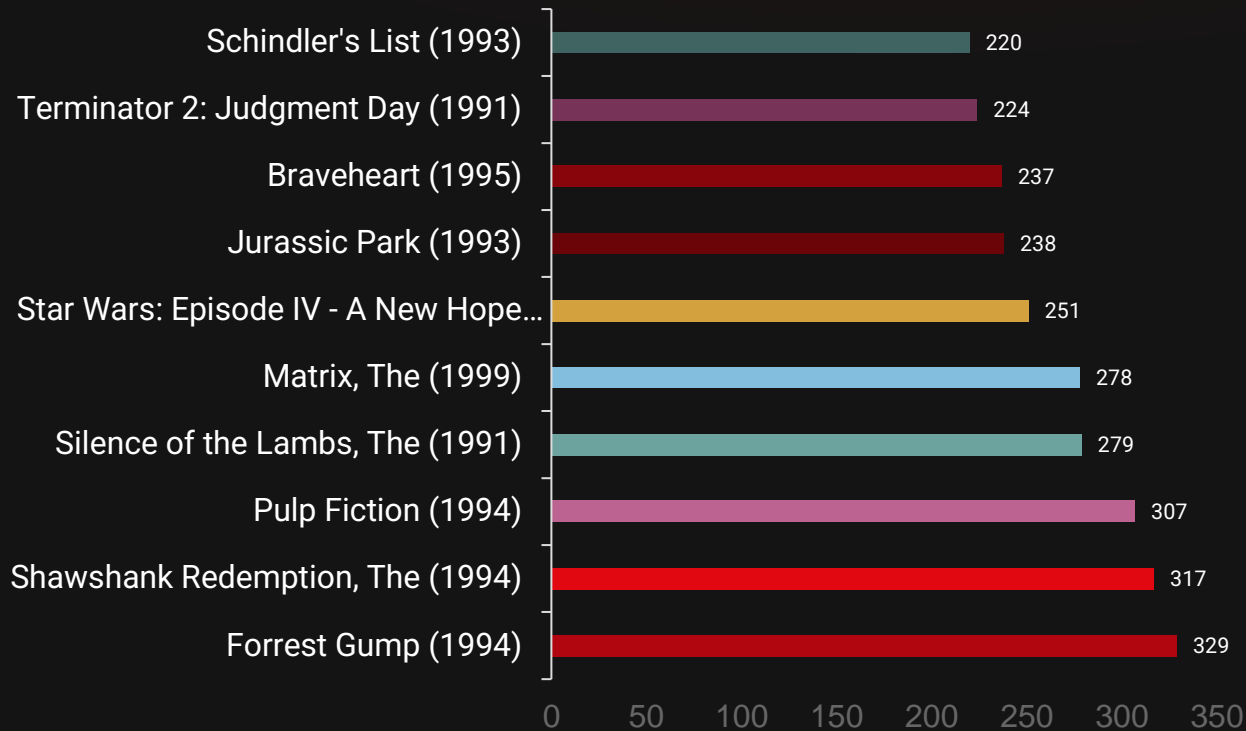 Schindler's List (1993) 220
Terminator 2: Judgment Day (1991) 224
Braveheart (1995) 237
Jurassic Park (1993) 238
Star Wars: Episode IV - A New Hope... 251
Matrix, The (1999) 278
Silence of the Lambs, The (1991) 279
Pulp Fiction (1994) 307
Shawshank Redemption, The (1994) 317
Forrest Gump (1994) 329
0 50 100 150 200 250 300 350